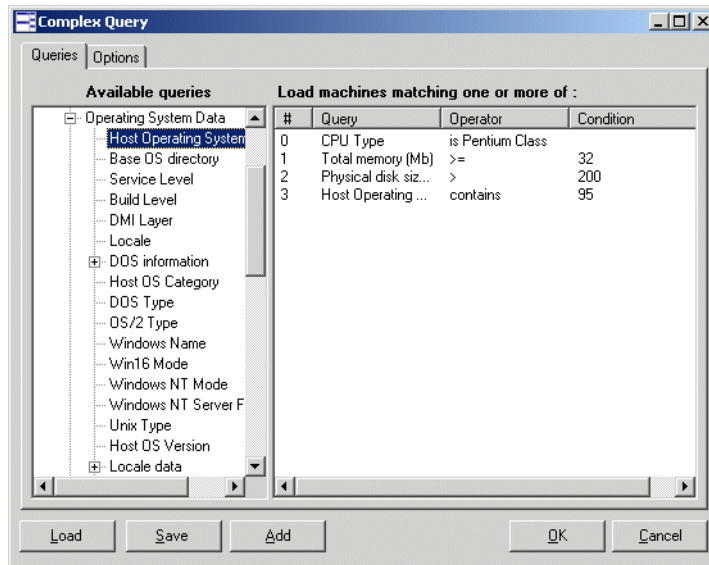 Complex Query
Queries Options
Available queries
Load machines matching one or more of :
Operating System Data
Host Operating System
Base OS directory
Service Level
Build Level
DMI Layer
Locale
DOS information
Host OS Category
DOS Type
OS/2 Type
Windows Name
Win16 Mode
Windows NT Mode
Windows NT Server F
Unix Type
Host OS Version
Locale data
# Query Operator Condition
0 CPU Type is Pentium Class
1 Total memory (Mb) >= 32
2 Physical disk siz... > 200
3 Host Operating ... contains 95
Load Save Add OK Cancel